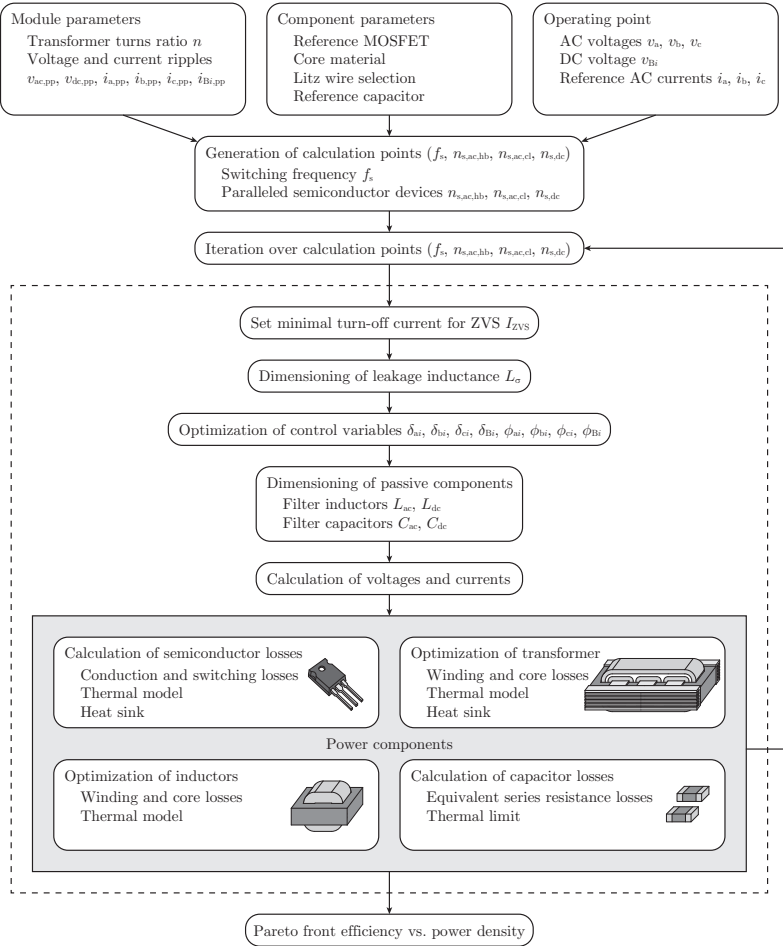 Module parameters
Transformer turns ratio n
Voltage and current ripples
v_ac,pp, v_dc,pp, i_a,pp, i_b,pp, i_c,pp, i_Bi,pp
Component parameters
Reference MOSFET
Core material
Litz wire selection
Reference capacitor
Operating point
AC voltages v_a, v_b, v_c
DC voltage v_Bi
Reference AC currents i_a, i_b, i_c
Generation of calculation points (f_s, n_s,ac,hb, n_s,ac,cl, n_s,dc)
Switching frequency f_s
Paralleled semiconductor devices n_s,ac,hb, n_s,ac,cl, n_s,dc
Iteration over calculation points (f_s, n_s,ac,hb, n_s,ac,cl, n_s,dc)
Set minimal turn-off current for ZVS I_ZVS
Dimensioning of leakage inductance L_σ
Optimization of control variables δ_ai, δ_bi, δ_ci, δ_Bi, ϕ_ai, ϕ_bi, ϕ_ci, ϕ_Bi
Dimensioning of passive components
Filter inductors L_ac, L_dc
Filter capacitors C_ac, C_dc
Calculation of voltages and currents
Calculation of semiconductor losses
Conduction and switching losses
Thermal model
Heat sink
Optimization of transformer
Winding and core losses
Thermal model
Heat sink
Power components
Optimization of inductors
Winding and core losses
Thermal model
Calculation of capacitor losses
Equivalent series resistance losses
Thermal limit
Pareto front efficiency vs. power density